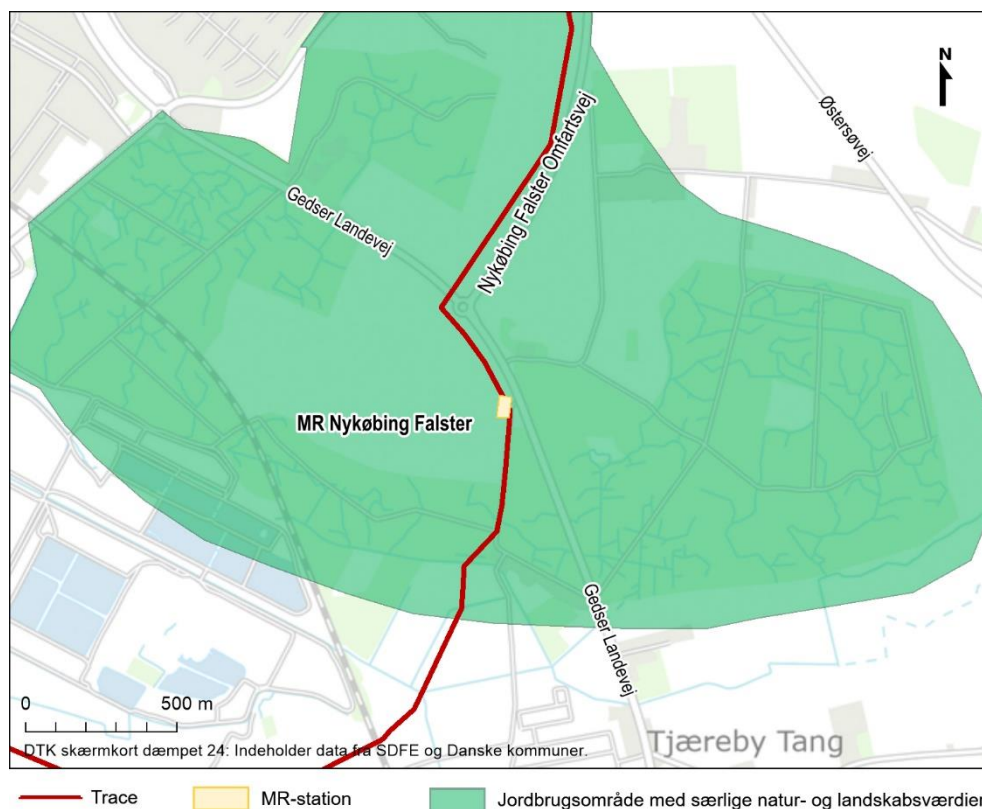 N
Østersøvej
Nykøbing Falster Omfartsvej
Gedser Landevej
MR Nykøbing Falster
Gedser Landevej
0 500 m
DTK skærmkort dæmpet 24: Indeholder data fra SDFE og Danske kommuner.
Tjæreby Tang
Trace MR-station Jordbrugsområde med særlige natur- og landskabsværdier